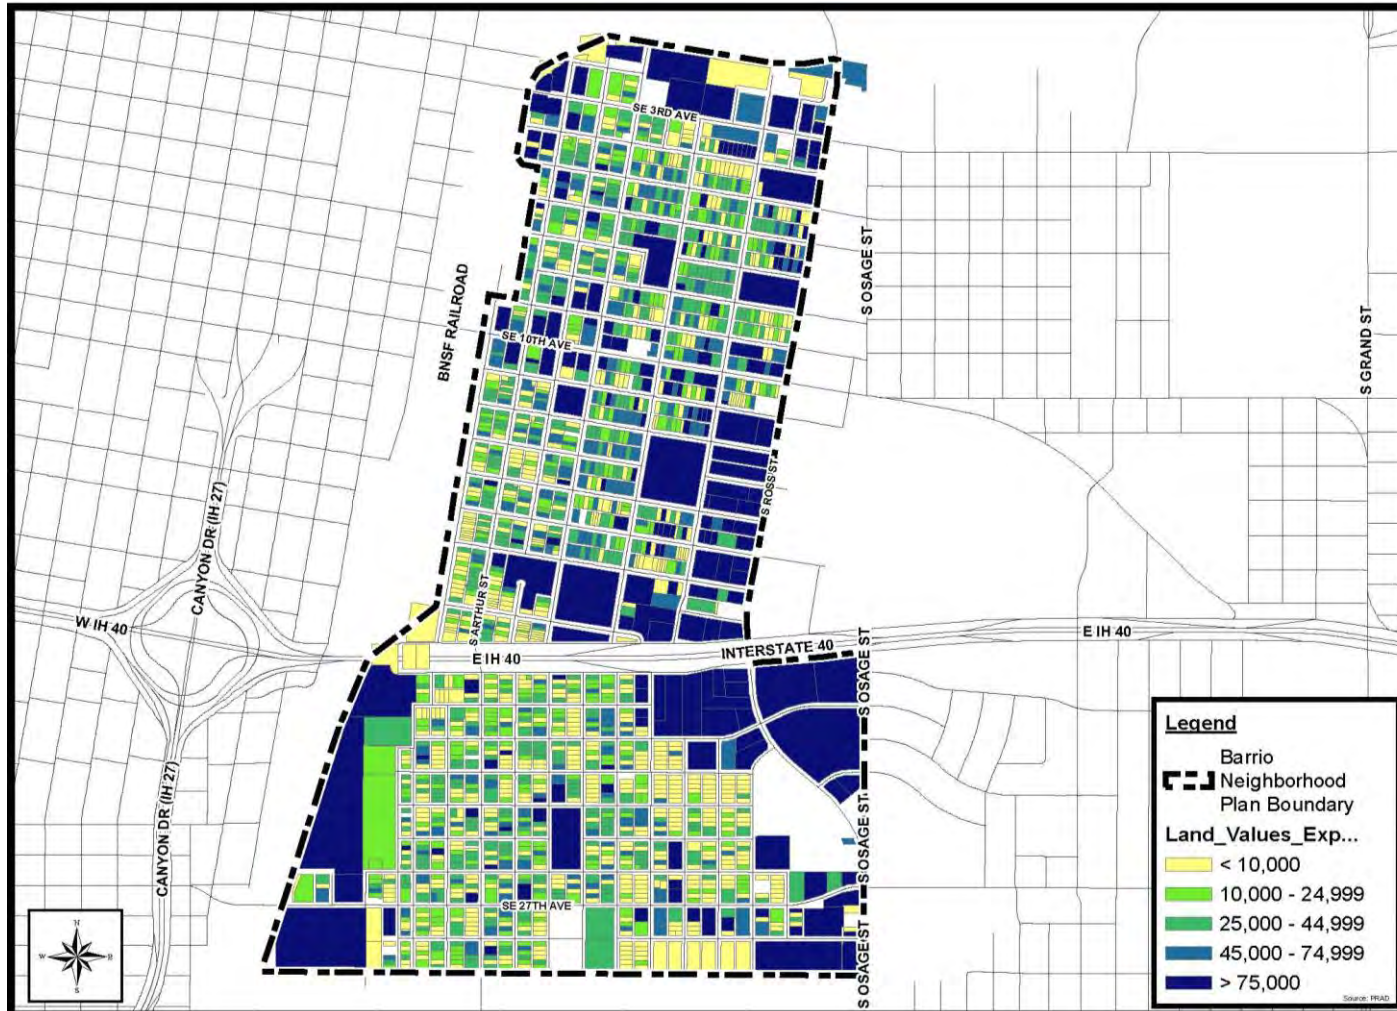 SE 3RD AVE
S OSAGE ST
BNSF RAILROAD
S GRAND ST
SE 10TH AVE
S ROSS ST
CANYON DR (IH 27)
S ARTHUR ST
W IH 40
E IH 40
INTERSTATE 40
E IH 40
S OSAGE ST
CANYON DR (IH 27)
S OSAGE ST
SE 27TH AVE
S OSAGE ST
N
W
S
Legend
Barrio
Neighborhood
Plan Boundary
Land_Values_Exp...
< 10,000
10,000 - 24,999
25,000 - 44,999
45,000 - 74,999
> 75,000
Source: PRAD